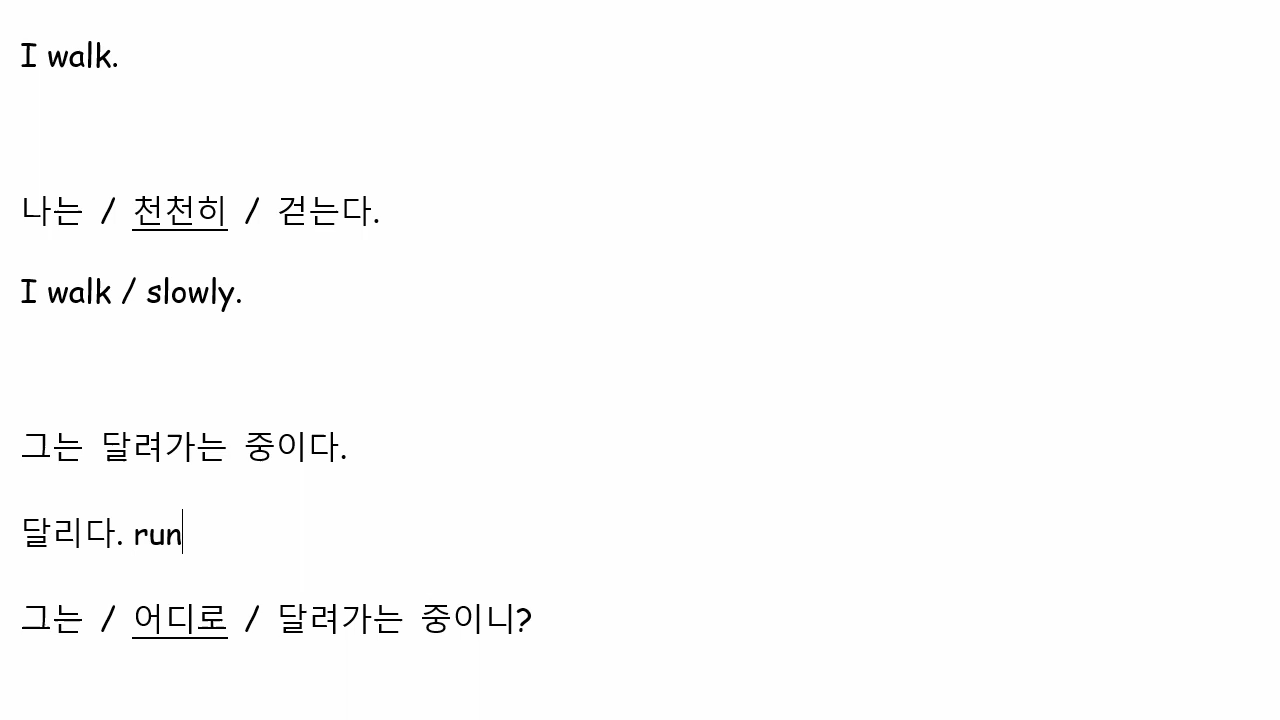 I walk.
나는 / 천천히 / 걷는다.
I walk / slowly.
그는 달려가는 중이다.
달리다. run
그는 / 어디로 / 달려가는 중이니?